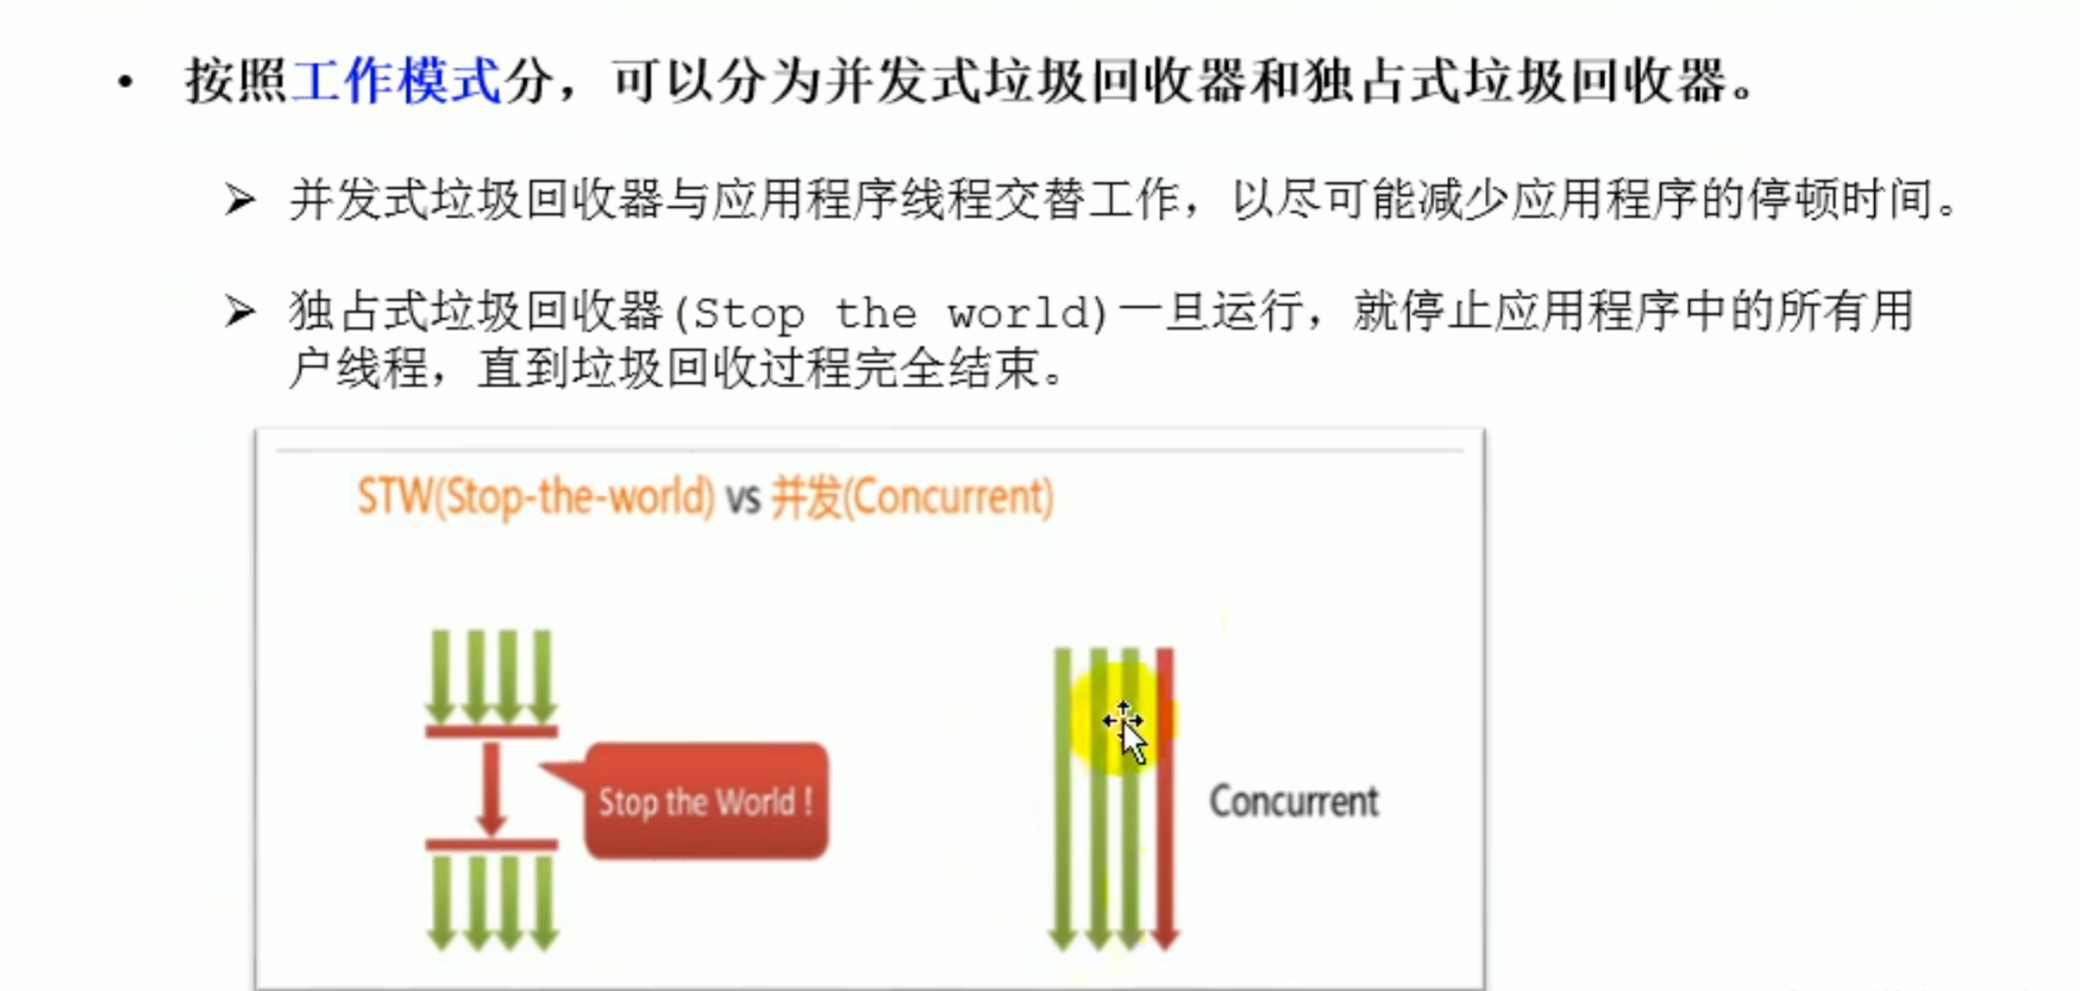 • 按照工作模式分，可以分为并发式垃圾回收器和独占式垃圾回收器。
➢ 并发式垃圾回收器与应用程序线程交替工作，以尽可能减少应用程序的停顿时间。
➢ 独占式垃圾回收器(Stop the world)一旦运行，就停止应用程序中的所有用
户线程，直到垃圾回收过程完全结束。
STW(Stop-the-world) vs 并发(Concurrent)
Stop the World !
Concurrent